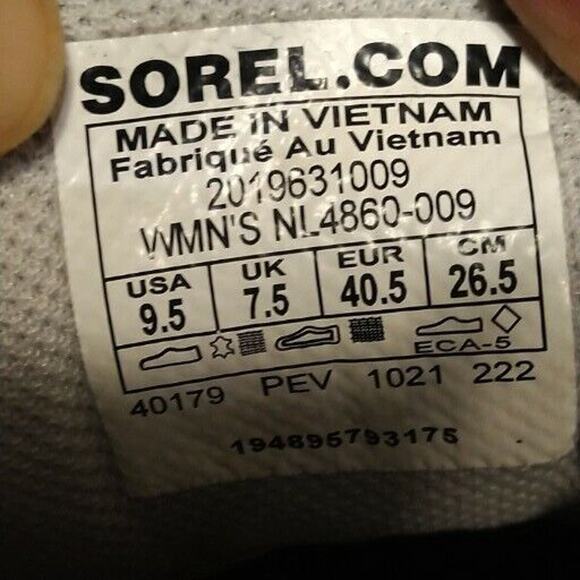 SOREL.COM
MADE IN VIETNAM
Fabriqué Au Vietnam
2019631009
WMN'S NL4860-009
USA UK EUR CM
9.5 7.5 40.5 26.5
ECA-5
40179 PEV 1021 222
194895793175